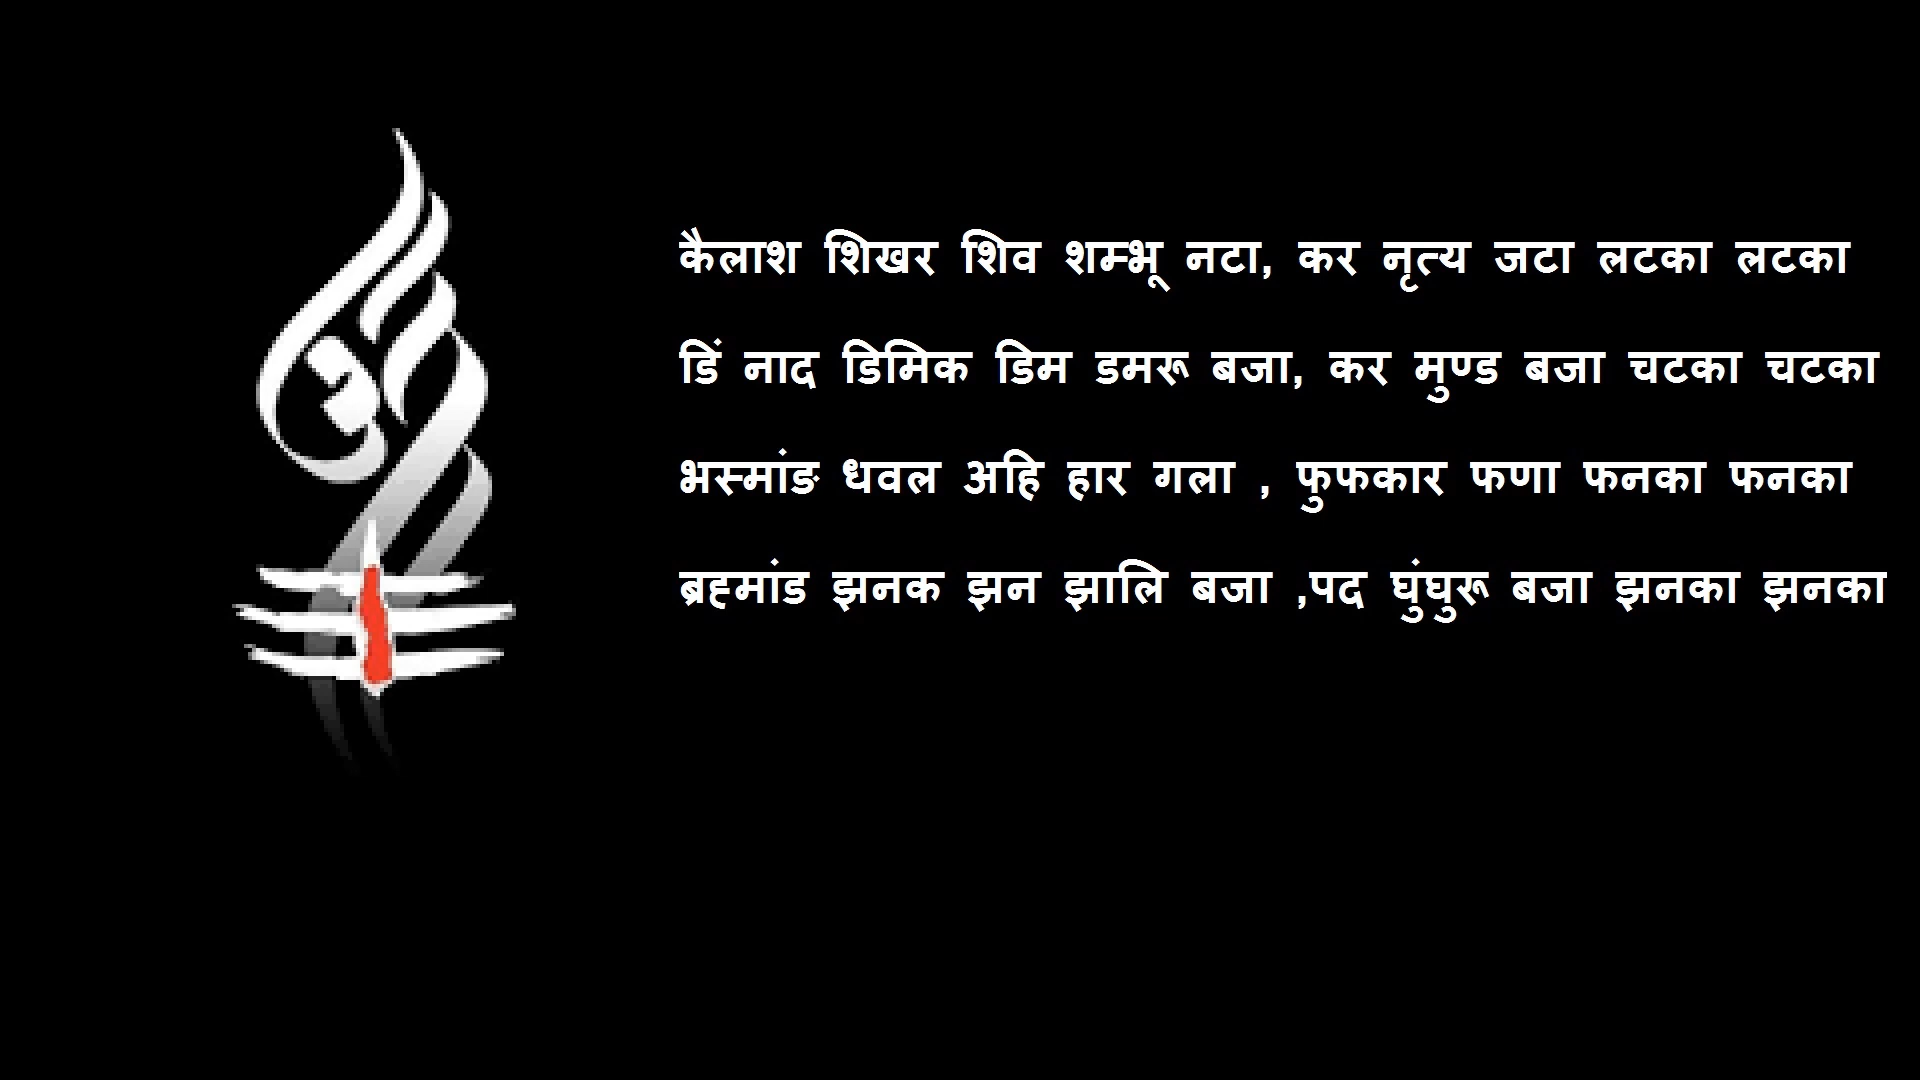 कैलाश शिखर शिव शम्भू नटा, कर नृत्य जटा लटका लटका
डिं नाद डिमिक डिम डमरू बजा, कर मुण्ड बजा चटका चटका
भस्मांङ धवल अहि हार गला , फुफकार फणा फनका फनका
ब्रह्मांड झनक झन झालि बजा ,पद घुंघुरू बजा झनका झनका